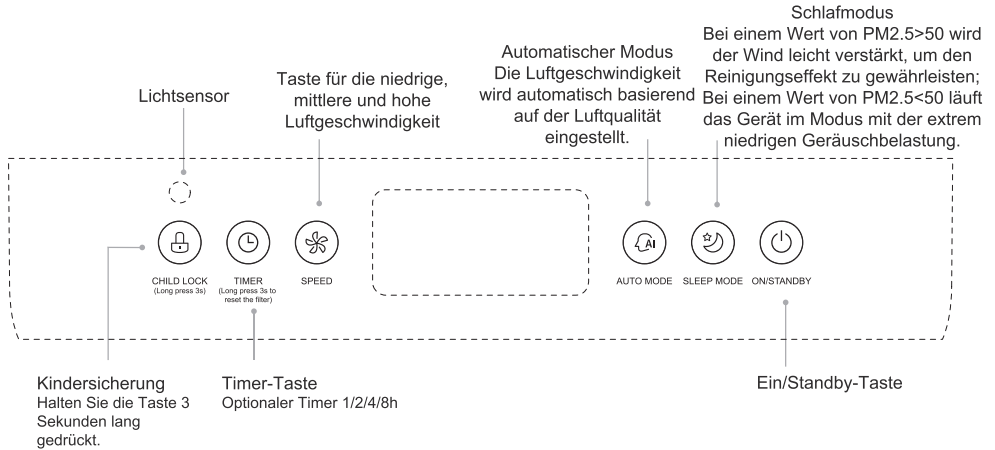 Schlafmodus
Bei einem Wert von PM2.5>50 wird
der Wind leicht verstärkt, um den
Reinigungseffekt zu gewährleisten;
Bei einem Wert von PM2.5<50 läuft
das Gerät im Modus mit der extrem
niedrigen Geräuschbelastung.
Automatischer Modus
Die Luftgeschwindigkeit
wird automatisch basierend
auf der Luftqualität
eingestellt.
Taste für die niedrige,
mittlere und hohe
Luftgeschwindigkeit
Lichtsensor
AI
CHILD LOCK
(Long press 3s)
TIMER
(Long press 3s to
reset the filter)
SPEED
AUTO MODE
SLEEP MODE
ON/STANDBY
Kindersicherung
Halten Sie die Taste 3
Sekunden lang
gedrückt.
Timer-Taste
Optionaler Timer 1/2/4/8h
Ein/Standby-Taste